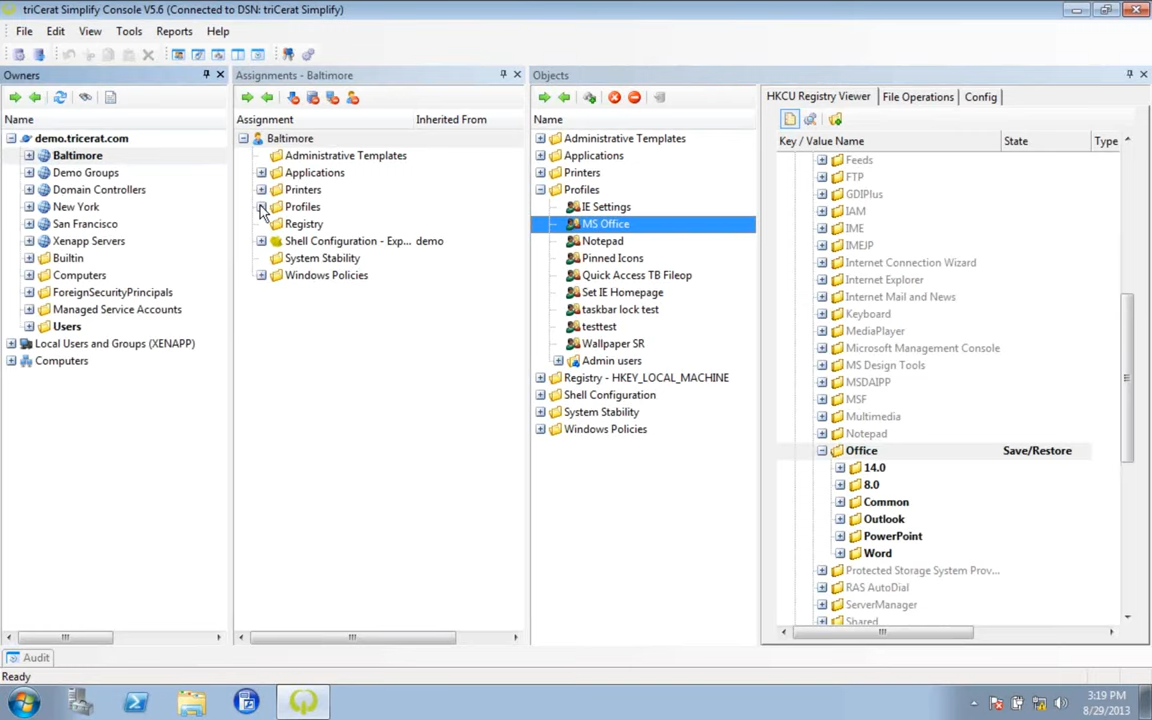 triCerat Simplify Console V5.6 (Connected to DSN: triCerat Simplify)
File Edit View Tools Reports Help
Owners
Name
demo.tricerat.com
Baltimore
Demo Groups
Domain Controllers
New York
San Francisco
Xenapp Servers
Builtin
Computers
ForeignSecurityPrincipals
Managed Service Accounts
Users
Local Users and Groups (XENAPP)
Computers
Assignments - Baltimore
Assignment Inherited From
Baltimore
Administrative Templates
Applications
Printers
Profiles
Registry
Shell Configuration - Exp... demo
System Stability
Windows Policies
Objects
Name
Administrative Templates
Applications
Printers
Profiles
IE Settings
MS Office
Notepad
Pinned Icons
Quick Access TB Fileop
Set IE Homepage
taskbar lock test
testtest
Wallpaper SR
Admin users
Registry - HKEY_LOCAL_MACHINE
Shell Configuration
System Stability
Windows Policies
HKCU Registry Viewer File Operations Config
Key / Value Name State Type
Feeds
FTP
GDIPlus
IAM
IME
IMEJP
Internet Connection Wizard
Internet Explorer
Internet Mail and News
Keyboard
MediaPlayer
Microsoft Management Console
MS Design Tools
MSDAIPP
MSF
Multimedia
Notepad
Office Save/Restore
14.0
8.0
Common
Outlook
PowerPoint
Word
Protected Storage System Prov...
RAS AutoDial
ServerManager
Shared
Audit
Ready
3:19 PM
8/29/2013